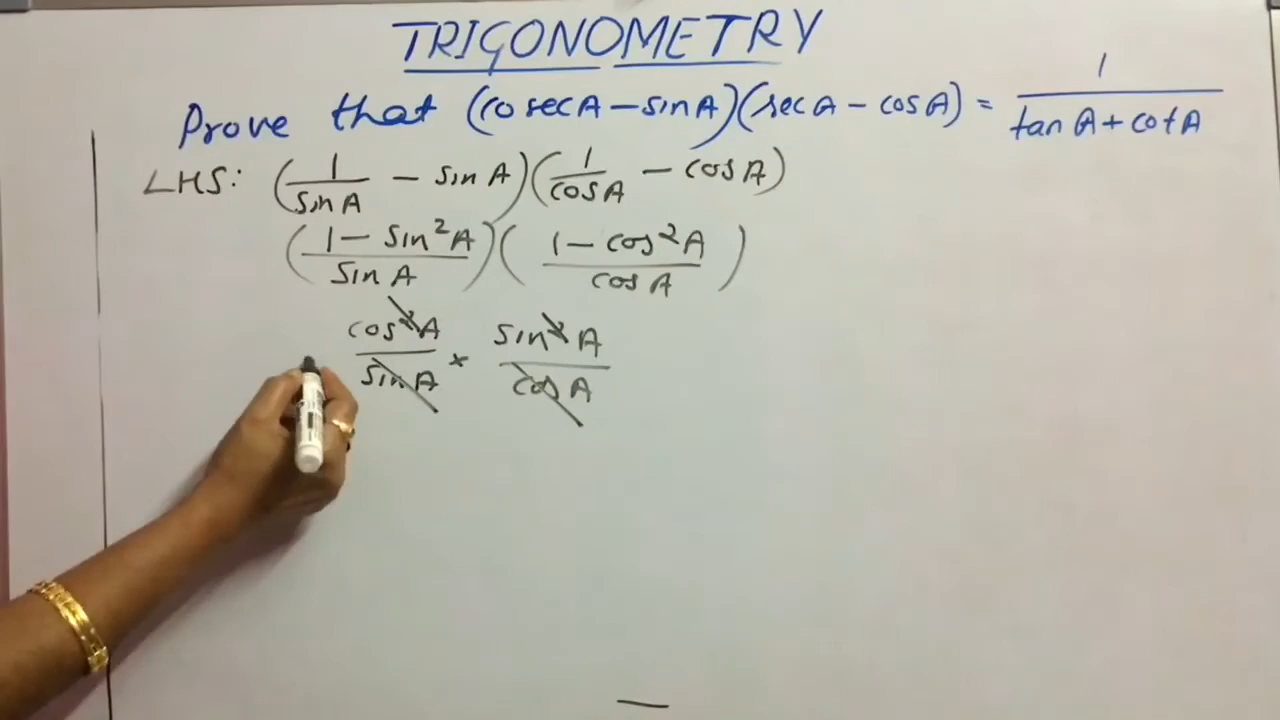 TRIGONOMETRY
Prove that (cosecA - sinA)(secA - cosA) = 1/(tanA + cotA)
LHS: (1/sinA - sinA)(1/cosA - cosA)
((1 - sin²A)/sinA)((1 - cos²A)/cosA)
cos²A/sinA × sin²A/cosA